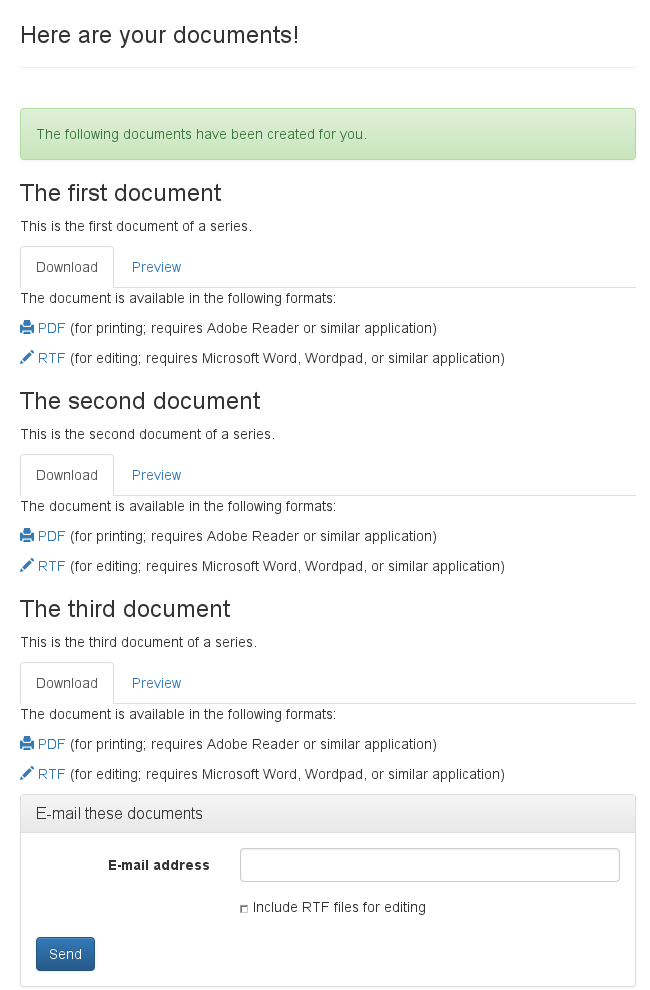 Here are your documents!
The following documents have been created for you.
The first document
This is the first document of a series.
Download Preview
The document is available in the following formats:
PDF (for printing; requires Adobe Reader or similar application)
RTF (for editing; requires Microsoft Word, Wordpad, or similar application)
The second document
This is the second document of a series.
Download Preview
The document is available in the following formats:
PDF (for printing; requires Adobe Reader or similar application)
RTF (for editing; requires Microsoft Word, Wordpad, or similar application)
The third document
This is the third document of a series.
Download Preview
The document is available in the following formats:
PDF (for printing; requires Adobe Reader or similar application)
RTF (for editing; requires Microsoft Word, Wordpad, or similar application)
E-mail these documents
E-mail address
Include RTF files for editing
Send